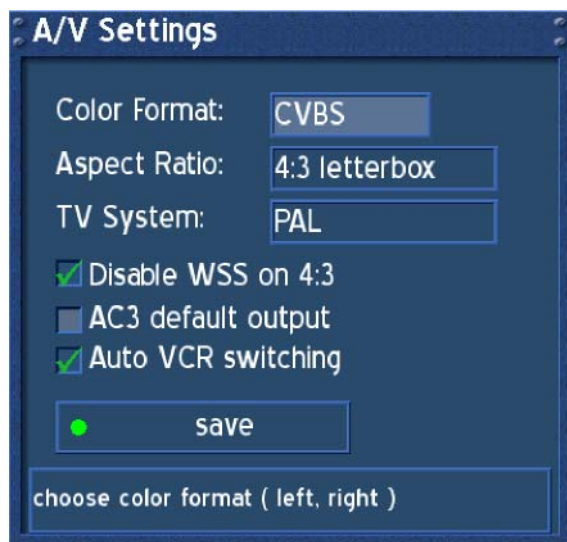 A/V Settings
Color Format: CVBS
Aspect Ratio: 4:3 letterbox
TV System: PAL
Disable WSS on 4:3
AC3 default output
Auto VCR switching
save
choose color format ( left, right )